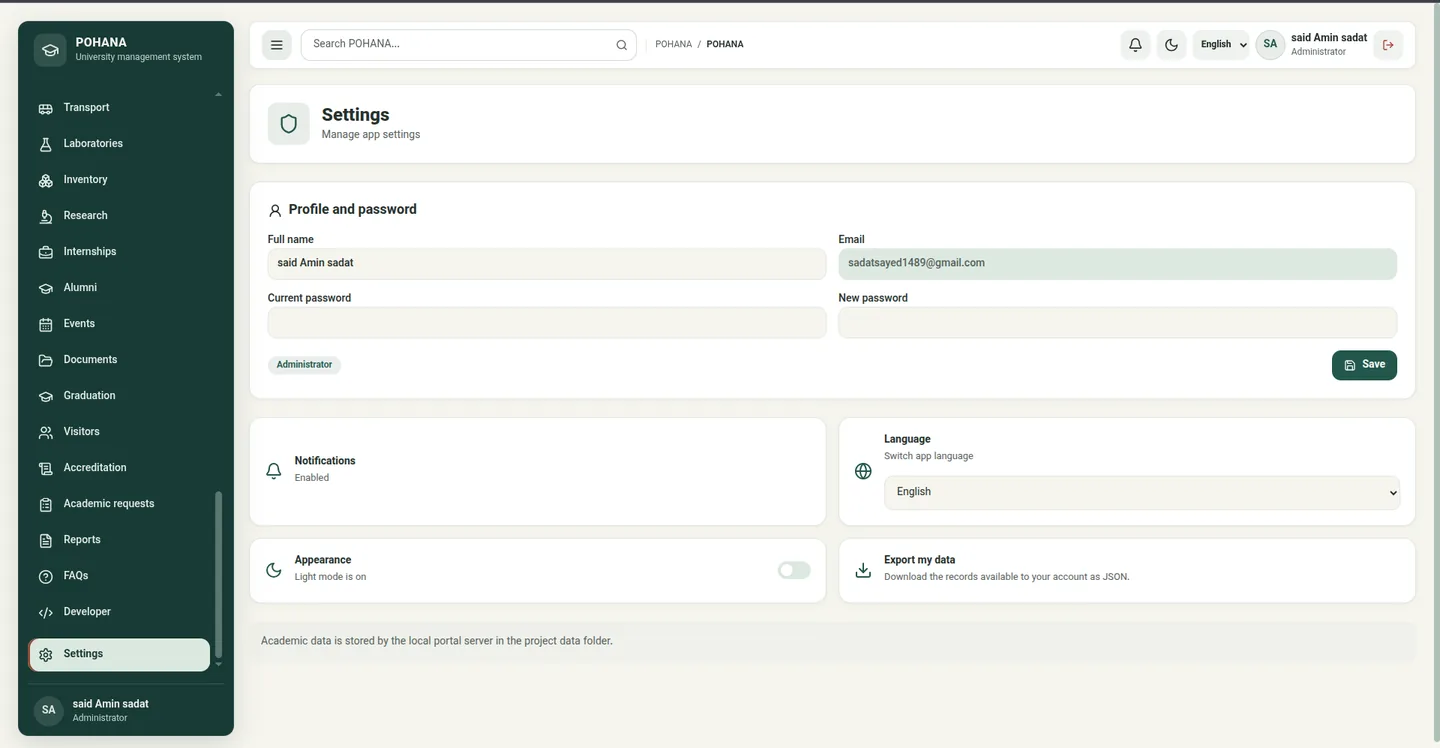 POHANA
University management system
Transport
Laboratories
Inventory
Research
Internships
Alumni
Events
Documents
Graduation
Visitors
Accreditation
Academic requests
Reports
FAQs
Developer
Settings
SA
said Amin sadat
Administrator
Search POHANA...
POHANA / POHANA
English
SA
said Amin sadat
Administrator
Settings
Manage app settings
Profile and password
Full name
said Amin sadat
Email
sadatsayed1489@gmail.com
Current password
New password
Administrator
Save
Notifications
Enabled
Language
Switch app language
English
Appearance
Light mode is on
Export my data
Download the records available to your account as JSON.
Academic data is stored by the local portal server in the project data folder.